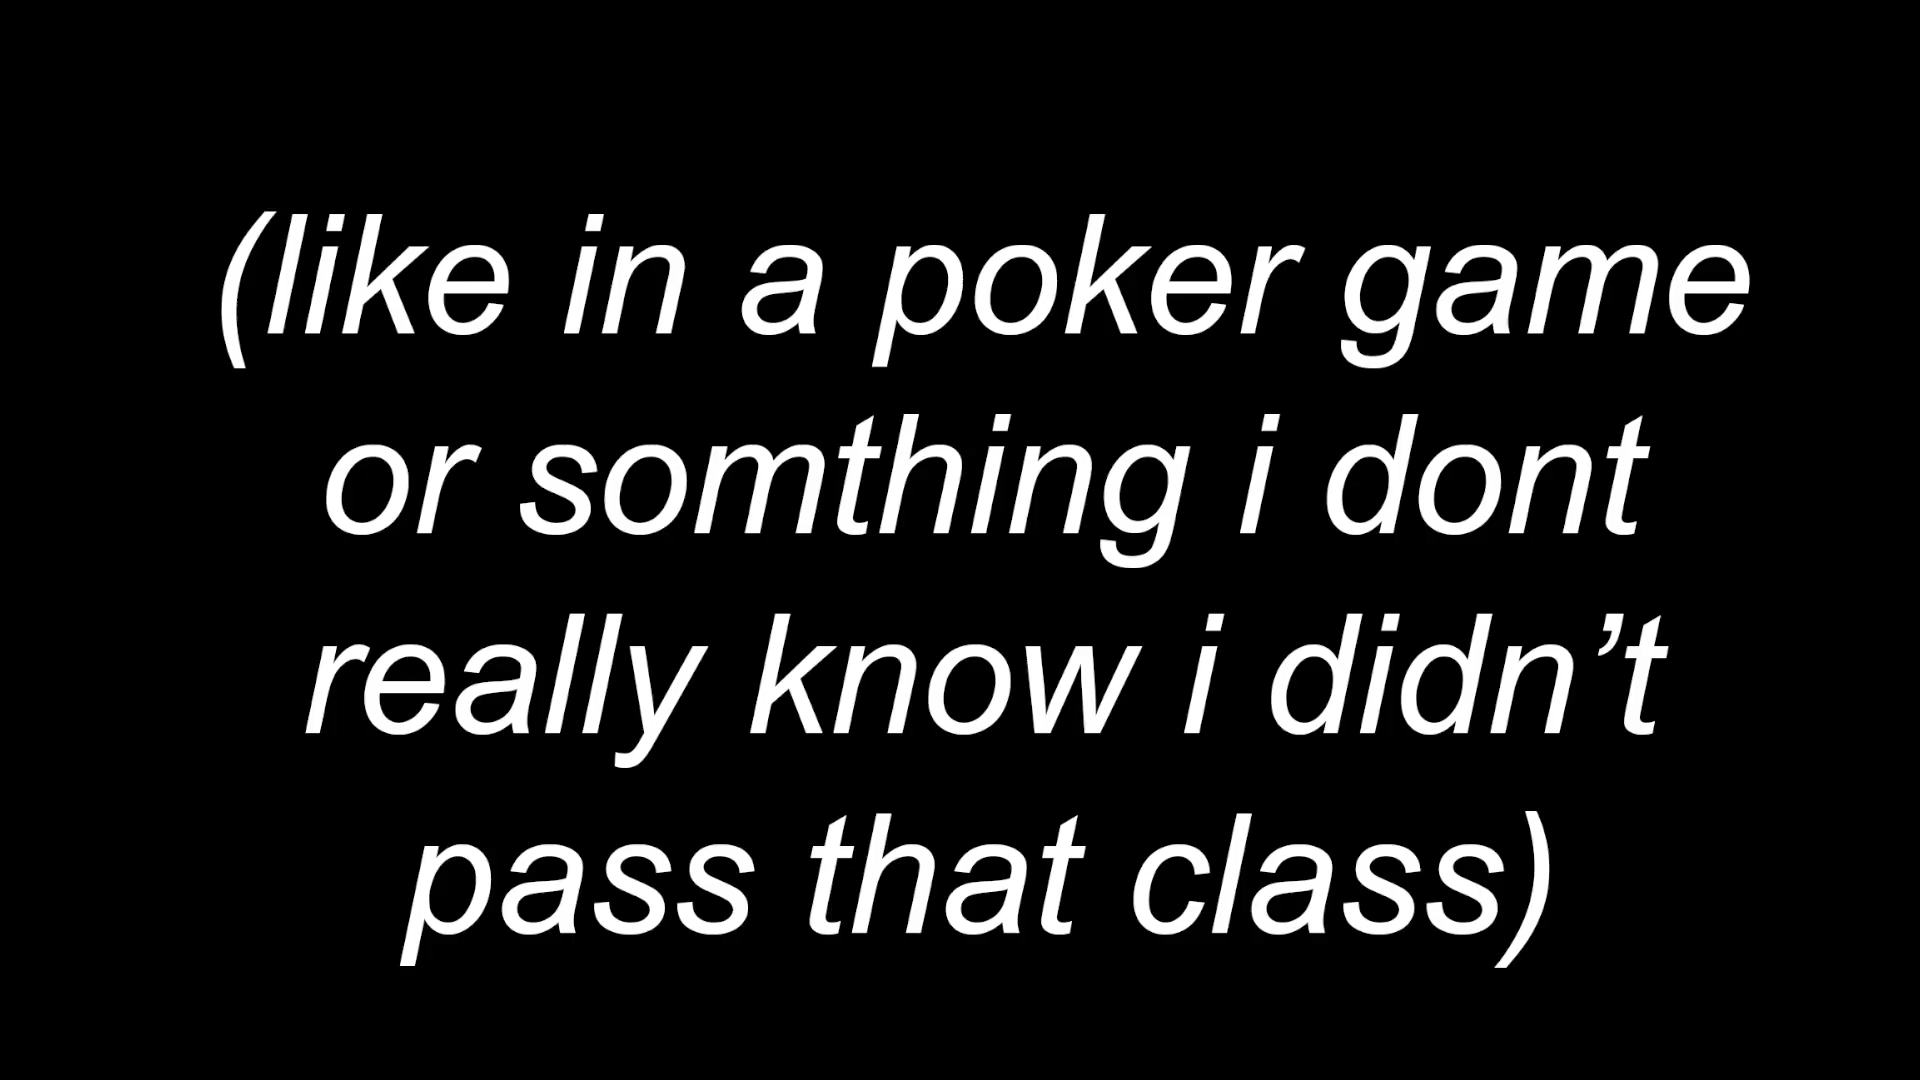 (like in a poker game
or somthing i dont
really know i didn’t
pass that class)